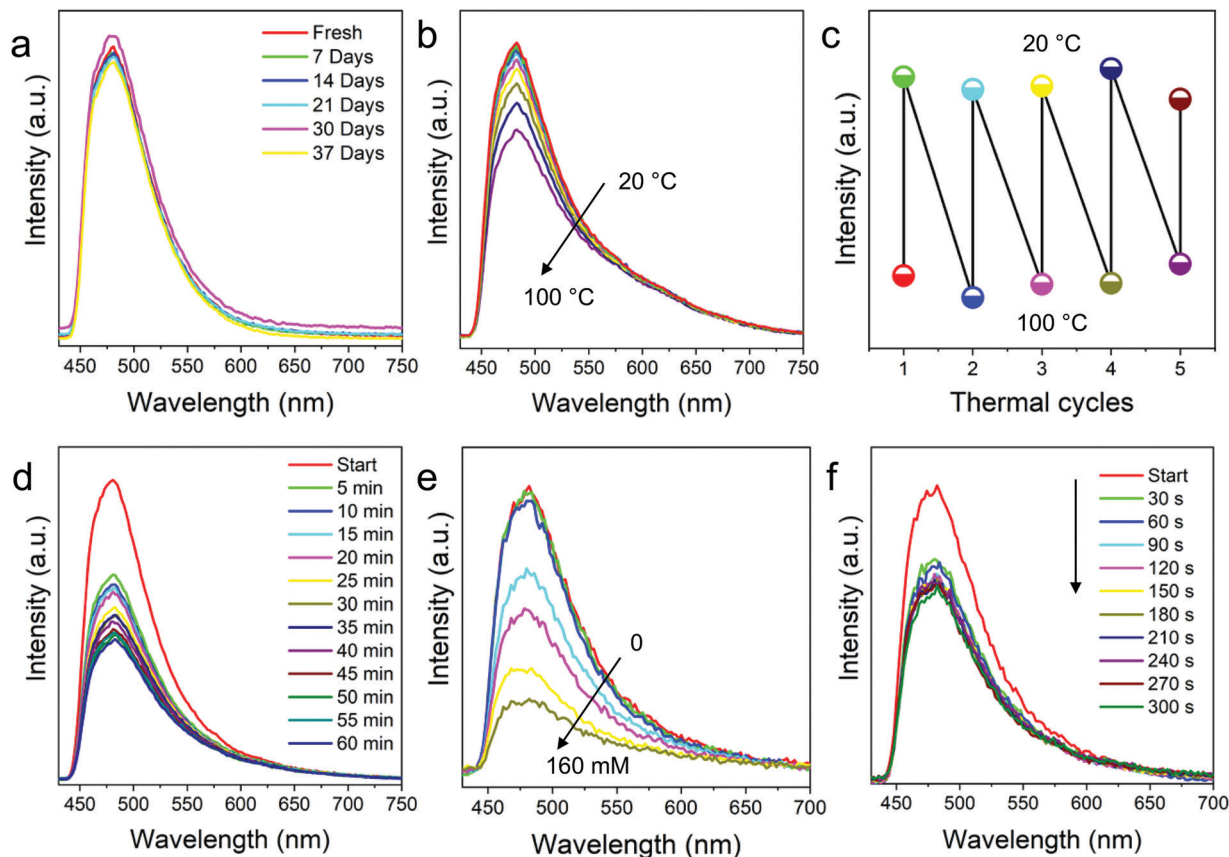 a
Fresh
7 Days
14 Days
21 Days
30 Days
37 Days
Intensity (a.u.)
450 500 550 600 650 700 750
Wavelength (nm)
b
20 °C
100 °C
Intensity (a.u.)
450 500 550 600 650 700 750
Wavelength (nm)
c
20 °C
100 °C
Intensity (a.u.)
1 2 3 4 5
Thermal cycles
d
Start
5 min
10 min
15 min
20 min
25 min
30 min
35 min
40 min
45 min
50 min
55 min
60 min
Intensity (a.u.)
450 500 550 600 650 700 750
Wavelength (nm)
e
0
160 mM
Intensity (a.u.)
450 500 550 600 650 700
Wavelength (nm)
f
Start
30 s
60 s
90 s
120 s
150 s
180 s
210 s
240 s
270 s
300 s
Intensity (a.u.)
450 500 550 600 650 700
Wavelength (nm)